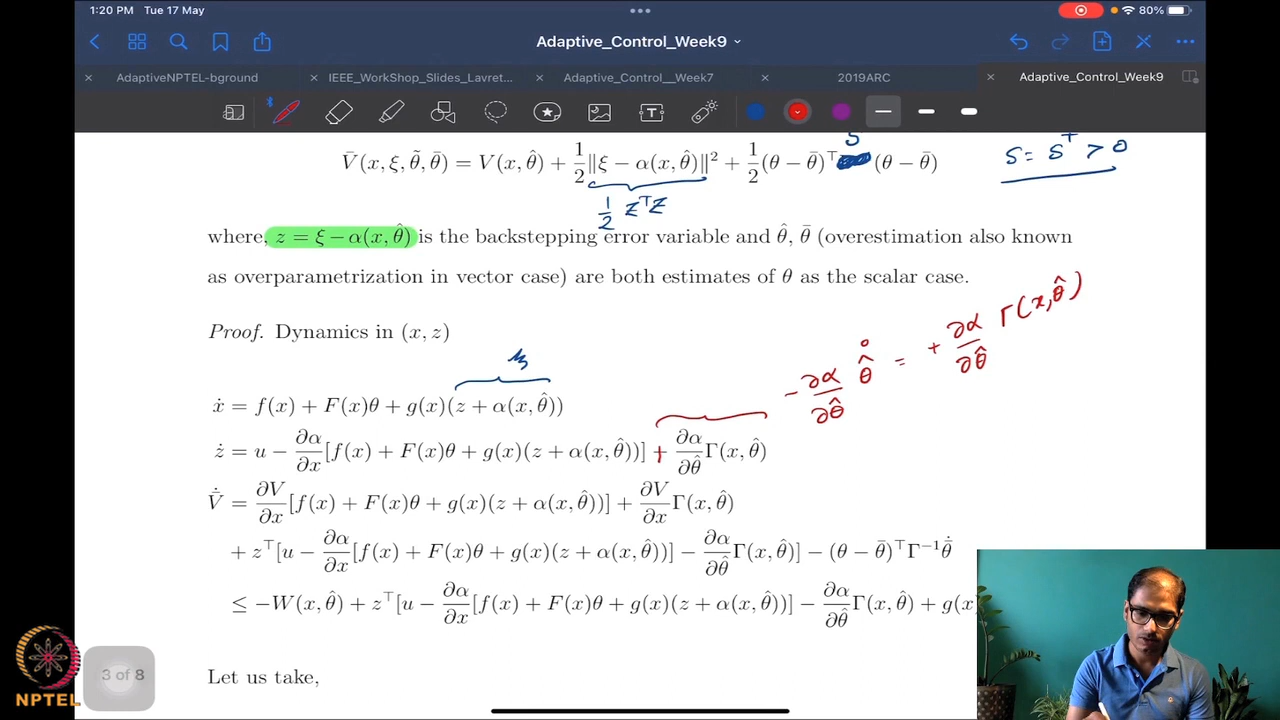 1:20 PM Tue 17 May
80%
Adaptive_Control_Week9
AdaptiveNPTEL-bground
IEEE_WorkShop_Slides_Lavret...
Adaptive_Control__Week7
2019ARC
Adaptive_Control_Week9
V̄(x, ξ, θ̃, θ̄) = V(x, θ̂) + 1/2 ‖ξ − α(x, θ̂)‖² + 1/2 (θ − θ̄)ᵀ S (θ − θ̄)
S = Sᵀ > 0
1/2 zᵀz
where, z = ξ − α(x, θ̂) is the backstepping error variable and θ̂, θ̄ (overestimation also known
as overparametrization in vector case) are both estimates of θ as the scalar case.
Proof. Dynamics in (x, z)
− ∂α/∂θ̂ θ̂̇ = + ∂α/∂θ̂ Γ(x, θ̂)
ξ
ẋ = f(x) + F(x)θ + g(x)(z + α(x, θ̂))
ż = u − ∂α/∂x [f(x) + F(x)θ + g(x)(z + α(x, θ̂))] + ∂α/∂θ̂ Γ(x, θ̂)
V̄̇ = ∂V/∂x [f(x) + F(x)θ + g(x)(z + α(x, θ̂))] + ∂V/∂x Γ(x, θ̂)
+ zᵀ[u − ∂α/∂x [f(x) + F(x)θ + g(x)(z + α(x, θ̂))] − ∂α/∂θ̂ Γ(x, θ̂)] − (θ − θ̄)ᵀΓ⁻¹θ̄̇
≤ −W(x, θ̂) + zᵀ[u − ∂α/∂x [f(x) + F(x)θ + g(x)(z + α(x, θ̂))] − ∂α/∂θ̂ Γ(x, θ̂) + g(x)
Let us take,
3 of 8
NPTEL